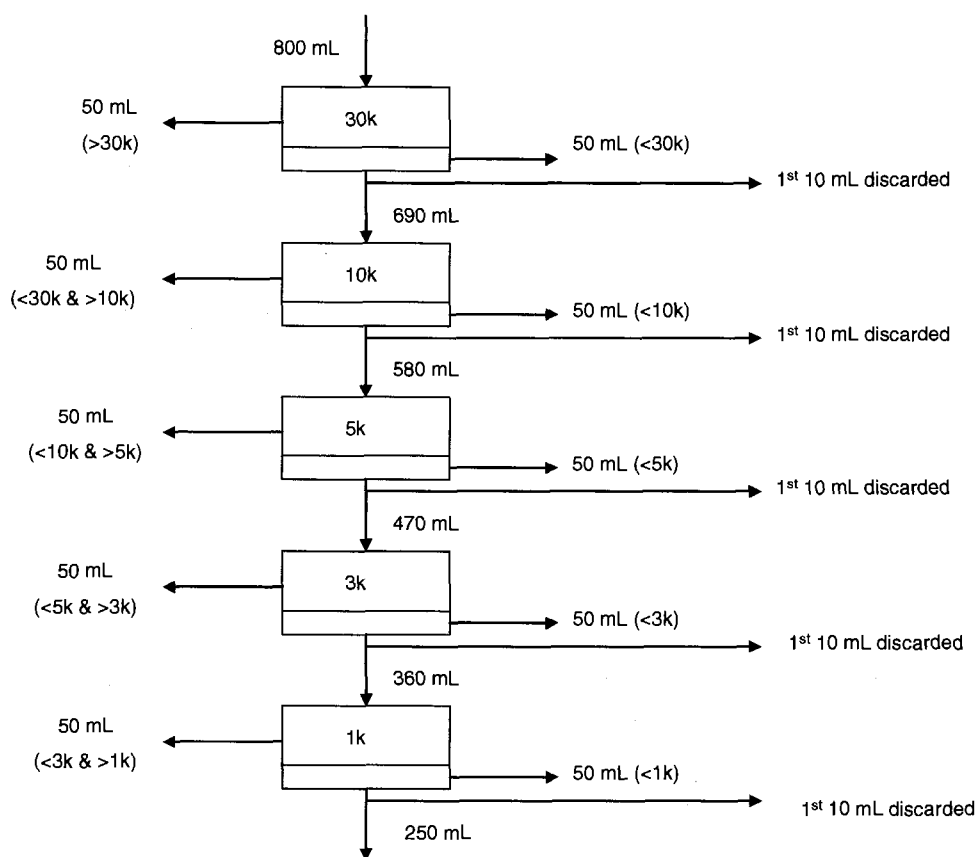 800 mL
50 mL
(>30k)
30k
50 mL (<30k)
1st 10 mL discarded
690 mL
50 mL
(<30k & >10k)
10k
50 mL (<10k)
1st 10 mL discarded
580 mL
50 mL
(<10k & >5k)
5k
50 mL (<5k)
1st 10 mL discarded
470 mL
50 mL
(<5k & >3k)
3k
50 mL (<3k)
1st 10 mL discarded
360 mL
50 mL
(<3k & >1k)
1k
50 mL (<1k)
1st 10 mL discarded
250 mL